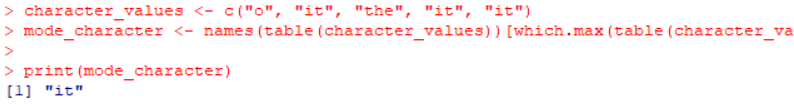 > character_values <- c("o", "it", "the", "it", "it")
> mode_character <- names(table(character_values))[which.max(table(character_va
>
> print(mode_character)
[1] "it"